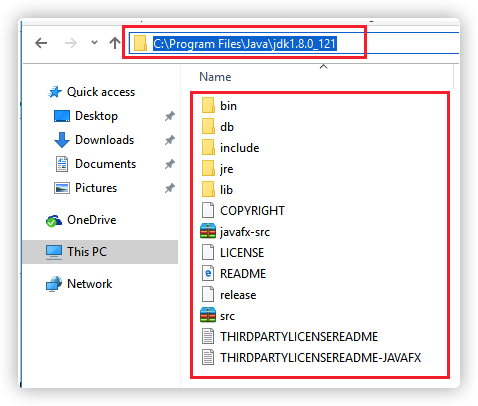 C:\Program Files\Java\jdk1.8.0_121
Name
Quick access
Desktop
Downloads
Documents
Pictures
OneDrive
This PC
Network
bin
db
include
jre
lib
COPYRIGHT
javafx-src
LICENSE
README
release
src
THIRDPARTYLICENSEREADME
THIRDPARTYLICENSEREADME-JAVAFX